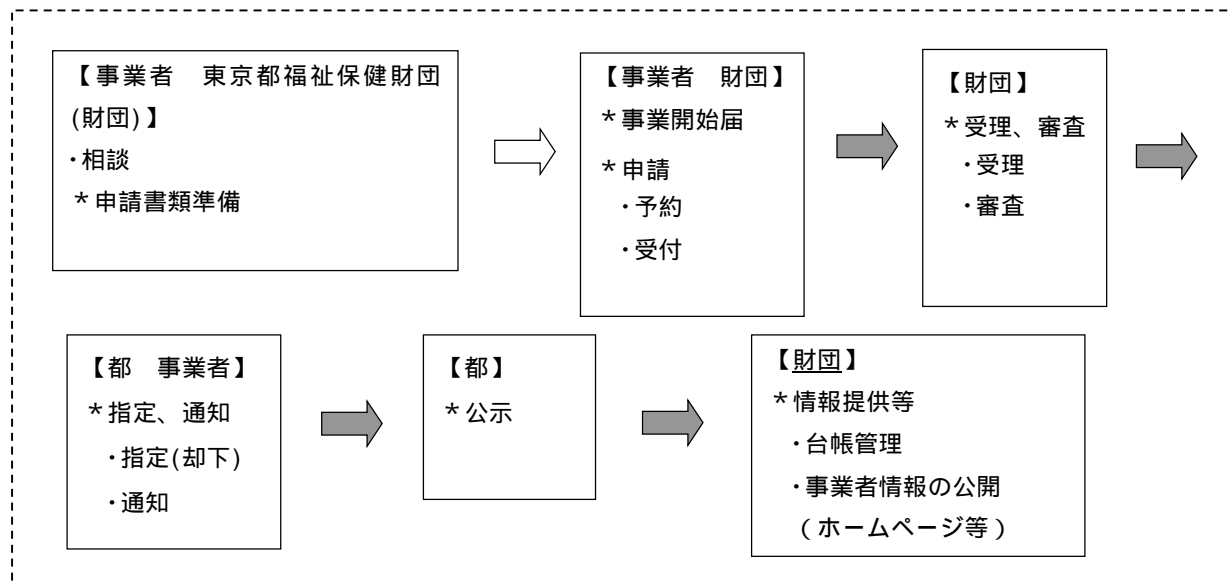 【事業者　東京都福祉保健財団
(財団)】
・相談
＊申請書類準備
【事業者　財団】
＊事業開始届
＊申請
・予約
・受付
【財団】
＊受理、審査
・受理
・審査
【都　事業者】
＊指定、通知
・指定(却下)
・通知
【都】
＊公示
【財団】
＊情報提供等
・台帳管理
・事業者情報の公開
（ホームページ等）